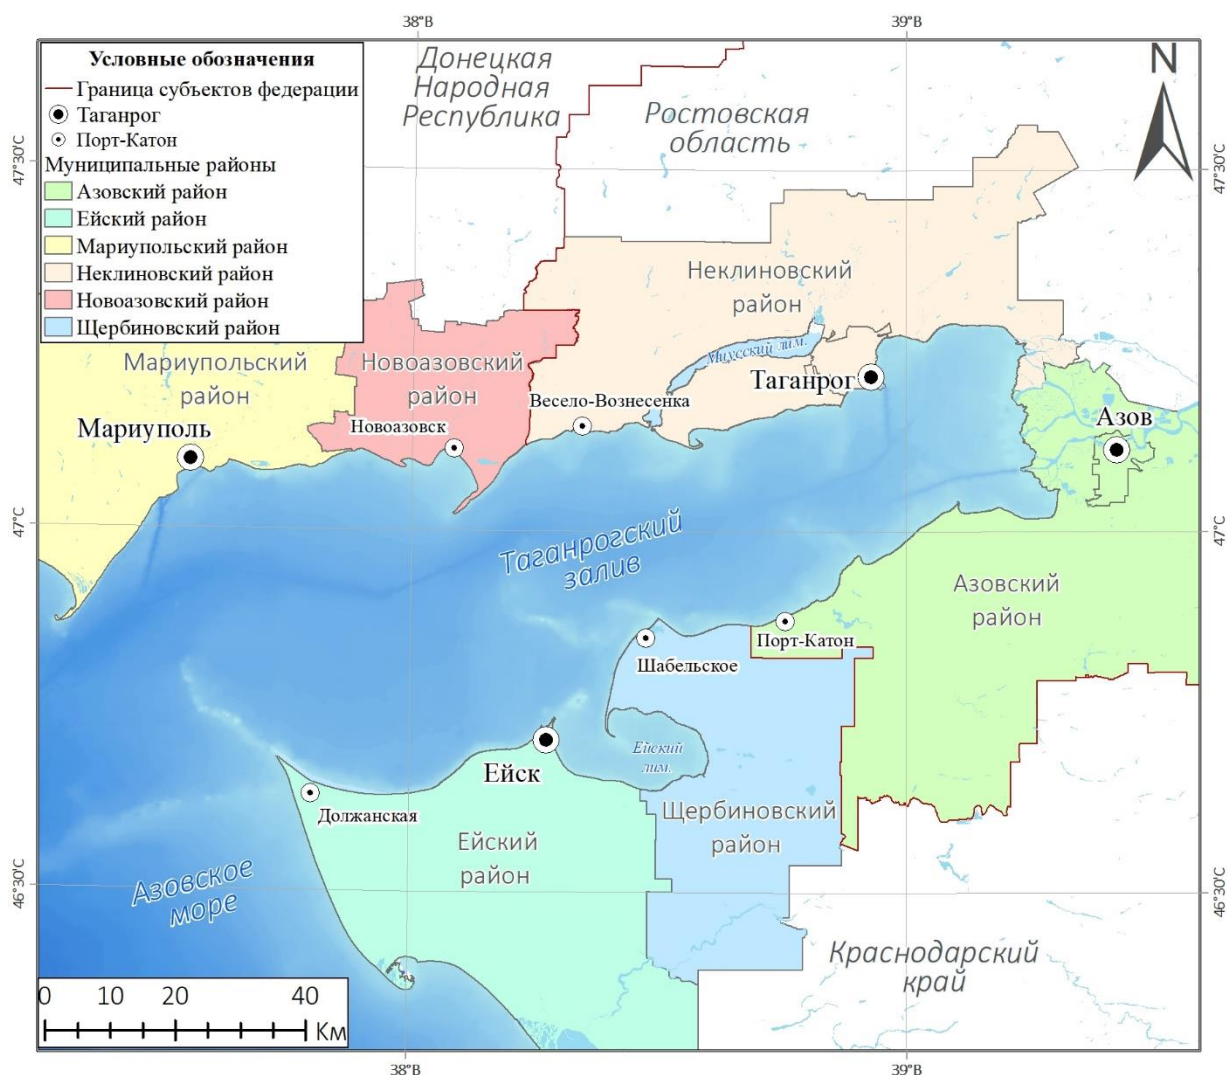 38°В
39°В
Условные обозначения
Граница субъектов федерации
Таганрог
Порт-Катон
Муниципальные районы
Азовский район
Ейский район
Мариупольский район
Неклиновский район
Новоазовский район
Щербиновский район
Донецкая
Народная
Республика
Ростовская
область
N
47°30'С
47°30'С
Неклиновский
район
Мариупольский
район
Новоазовский
район
Миусский лим.
Таганрог
Весело-Вознесенка
Новоазовск
Мариуполь
Азов
47°С
47°С
Таганрогский
залив
Азовский
район
Порт-Катон
Шабельское
Ейский
лим.
Ейск
Должанская
Щербиновский
район
Ейский
район
Азовское
море
46°30'С
46°30'С
Краснодарский
край
0 10 20 40
Км
38°В
39°В